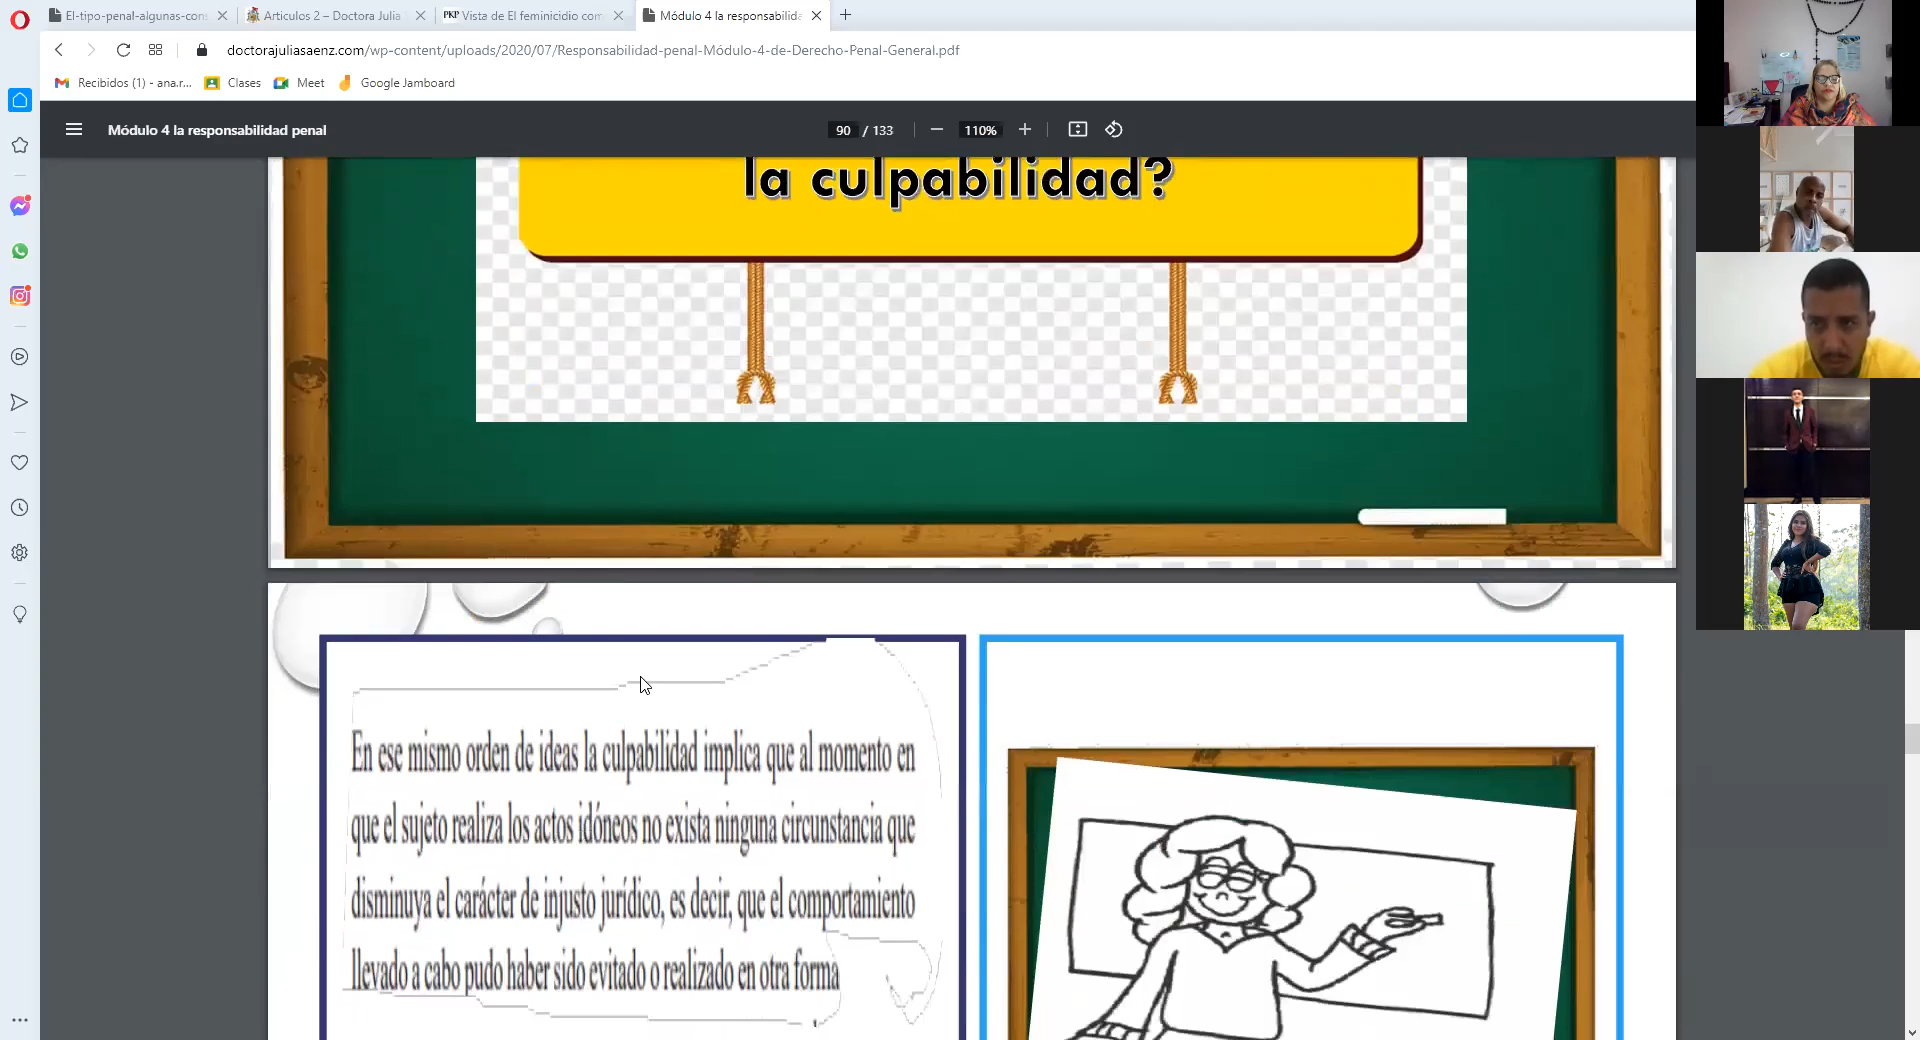 El-tipo-penal-algunas-con
Articulos 2 – Doctora Julia
PKP Vista de El feminicidio com
Módulo 4 la responsabilida
doctorajuliasaenz.com/wp-content/uploads/2020/07/Responsabilidad-penal-Módulo-4-de-Derecho-Penal-General.pdf
Recibidos (1) - ana.r...
Clases
Meet
Google Jamboard
Módulo 4 la responsabilidad penal
90 / 133
110%
la culpabilidad?
En ese mismo orden de ideas la culpabilidad implica que al momento en
que el sujeto realiza los actos idóneos no exista ninguna circunstancia que
disminuya el carácter de injusto jurídico, es decir, que el comportamiento
llevado a cabo pudo haber sido evitado o realizado en otra forma